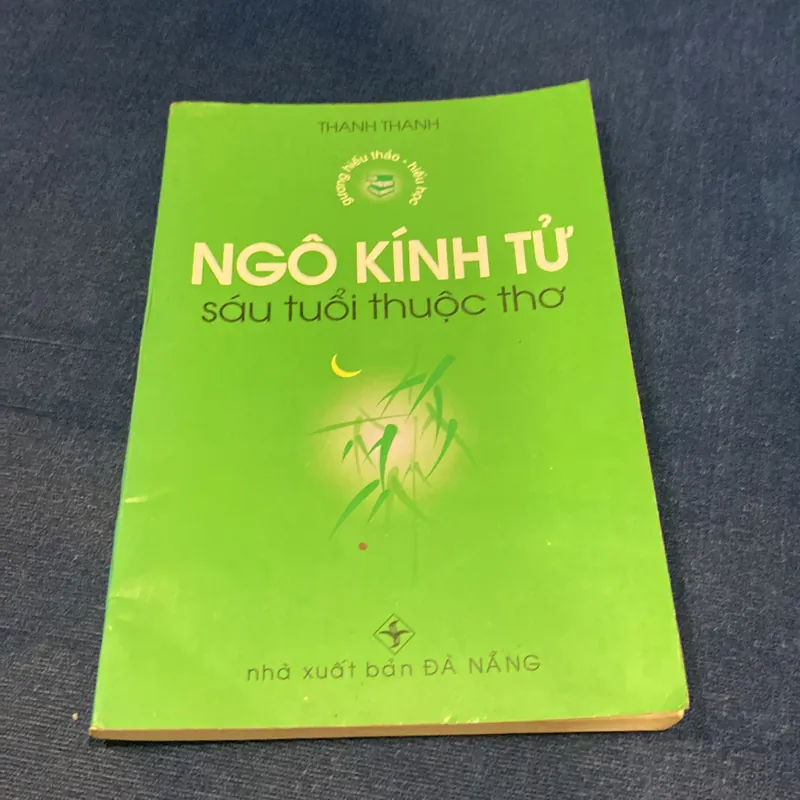 THANH THANH
gương hiếu thảo • hiếu học
NGÔ KÍNH TỬ
sáu tuổi thuộc thơ
nhà xuất bản ĐÀ NẴNG